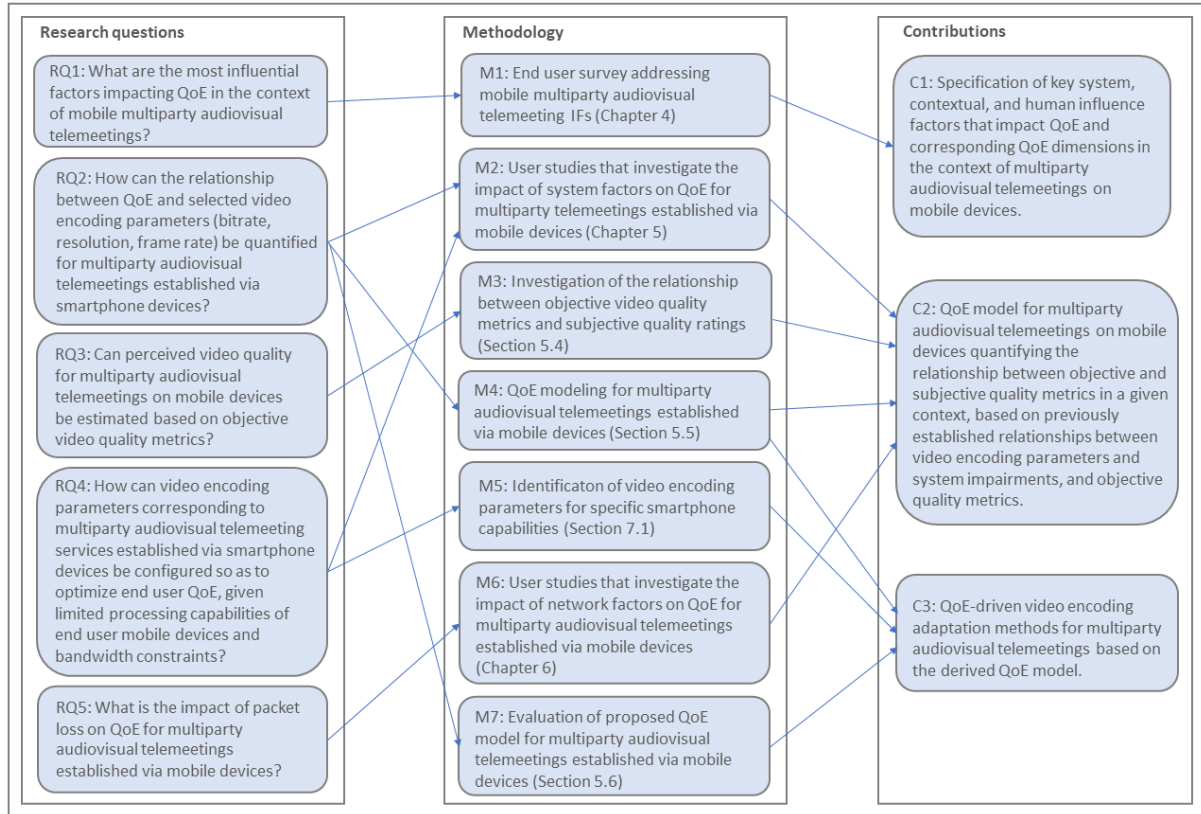 Research questions
RQ1: What are the most influential
factors impacting QoE in the context
of mobile multiparty audiovisual
telemeetings?
RQ2: How can the relationship
between QoE and selected video
encoding parameters (bitrate,
resolution, frame rate) be quantified
for multiparty audiovisual
telemeetings established via
smartphone devices?
RQ3: Can perceived video quality
for multiparty audiovisual
telemeetings on mobile devices
be estimated based on objective
video quality metrics?
RQ4: How can video encoding
parameters corresponding to
multiparty audiovisual telemeeting
services established via smartphone
devices be configured so as to
optimize end user QoE, given
limited processing capabilities of
end user mobile devices and
bandwidth constraints?
RQ5: What is the impact of packet
loss on QoE for multiparty
audiovisual telemeetings
established via mobile devices?
Methodology
M1: End user survey addressing
mobile multiparty audiovisual
telemeeting IFs (Chapter 4)
M2: User studies that investigate the
impact of system factors on QoE for
multiparty telemeetings established via
mobile devices (Chapter 5)
M3: Investigation of the relationship
between objective video quality
metrics and subjective quality ratings
(Section 5.4)
M4: QoE modeling for multiparty
audiovisual telemeetings established
via mobile devices (Section 5.5)
M5: Identificaton of video encoding
parameters for specific smartphone
capabilities (Section 7.1)
M6: User studies that investigate the
impact of network factors on QoE for
multiparty audiovisual telemeetings
established via mobile devices
(Chapter 6)
M7: Evaluation of proposed QoE
model for multiparty audiovisual
telemeetings established via mobile
devices (Section 5.6)
Contributions
C1: Specification of key system,
contextual, and human influence
factors that impact QoE and
corresponding QoE dimensions in
the context of multiparty
audiovisual telemeetings on
mobile devices.
C2: QoE model for multiparty
audiovisual telemeetings on mobile
devices quantifying the
relationship between objective and
subjective quality metrics in a given
context, based on previously
established relationships between
video encoding parameters and
system impairments, and objective
quality metrics.
C3: QoE-driven video encoding
adaptation methods for multiparty
audiovisual telemeetings based on
the derived QoE model.